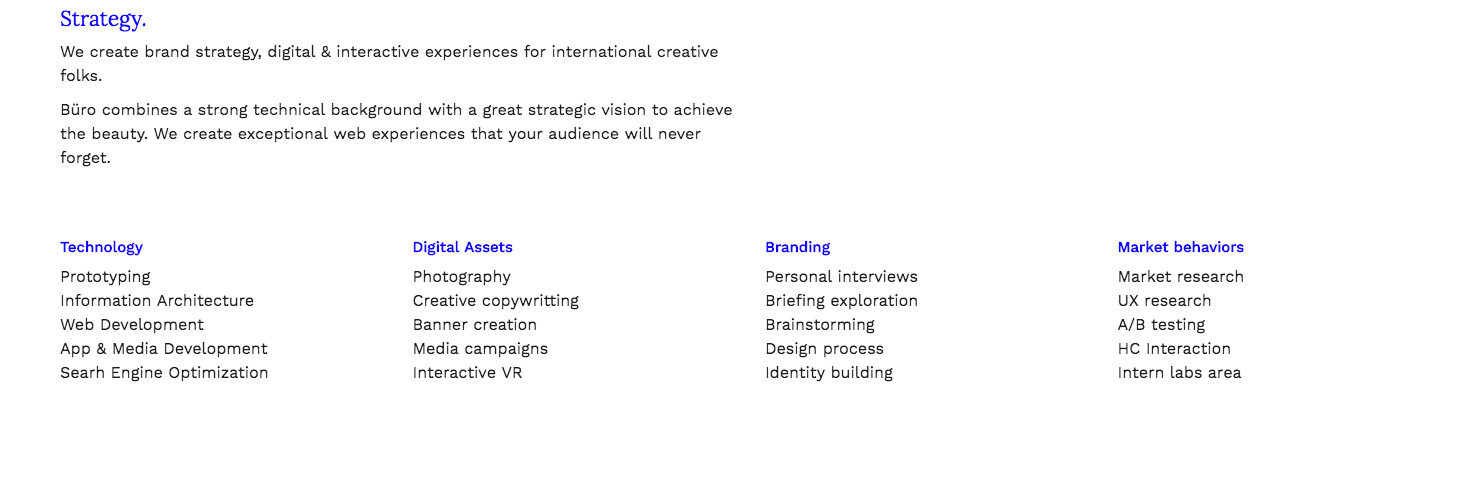 Strategy.
We create brand strategy, digital & interactive experiences for international creative
folks.
Büro combines a strong technical background with a great strategic vision to achieve
the beauty. We create exceptional web experiences that your audience will never
forget.
Technology
Prototyping
Information Architecture
Web Development
App & Media Development
Searh Engine Optimization
Digital Assets
Photography
Creative copywritting
Banner creation
Media campaigns
Interactive VR
Branding
Personal interviews
Briefing exploration
Brainstorming
Design process
Identity building
Market behaviors
Market research
UX research
A/B testing
HC Interaction
Intern labs area